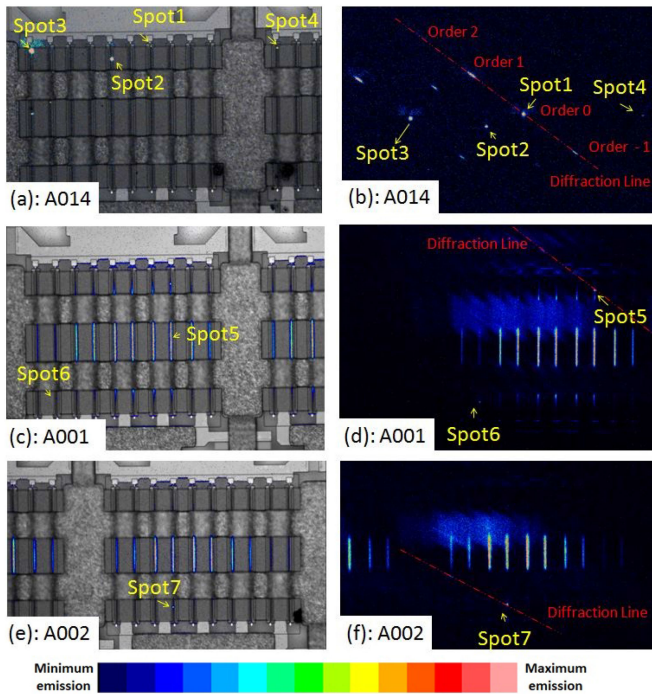 Spot3
Spot1
Spot4
Spot2
(a): A014
Order 2
Order 1
Spot1
Spot4
Order 0
Spot3
Spot2
Order - 1
Diffraction Line
(b): A014
Spot5
Spot6
(c): A001
Diffraction Line
Spot5
Spot6
(d): A001
Spot7
(e): A002
Diffraction Line
Spot7
(f): A002
Minimum emission
Maximum emission